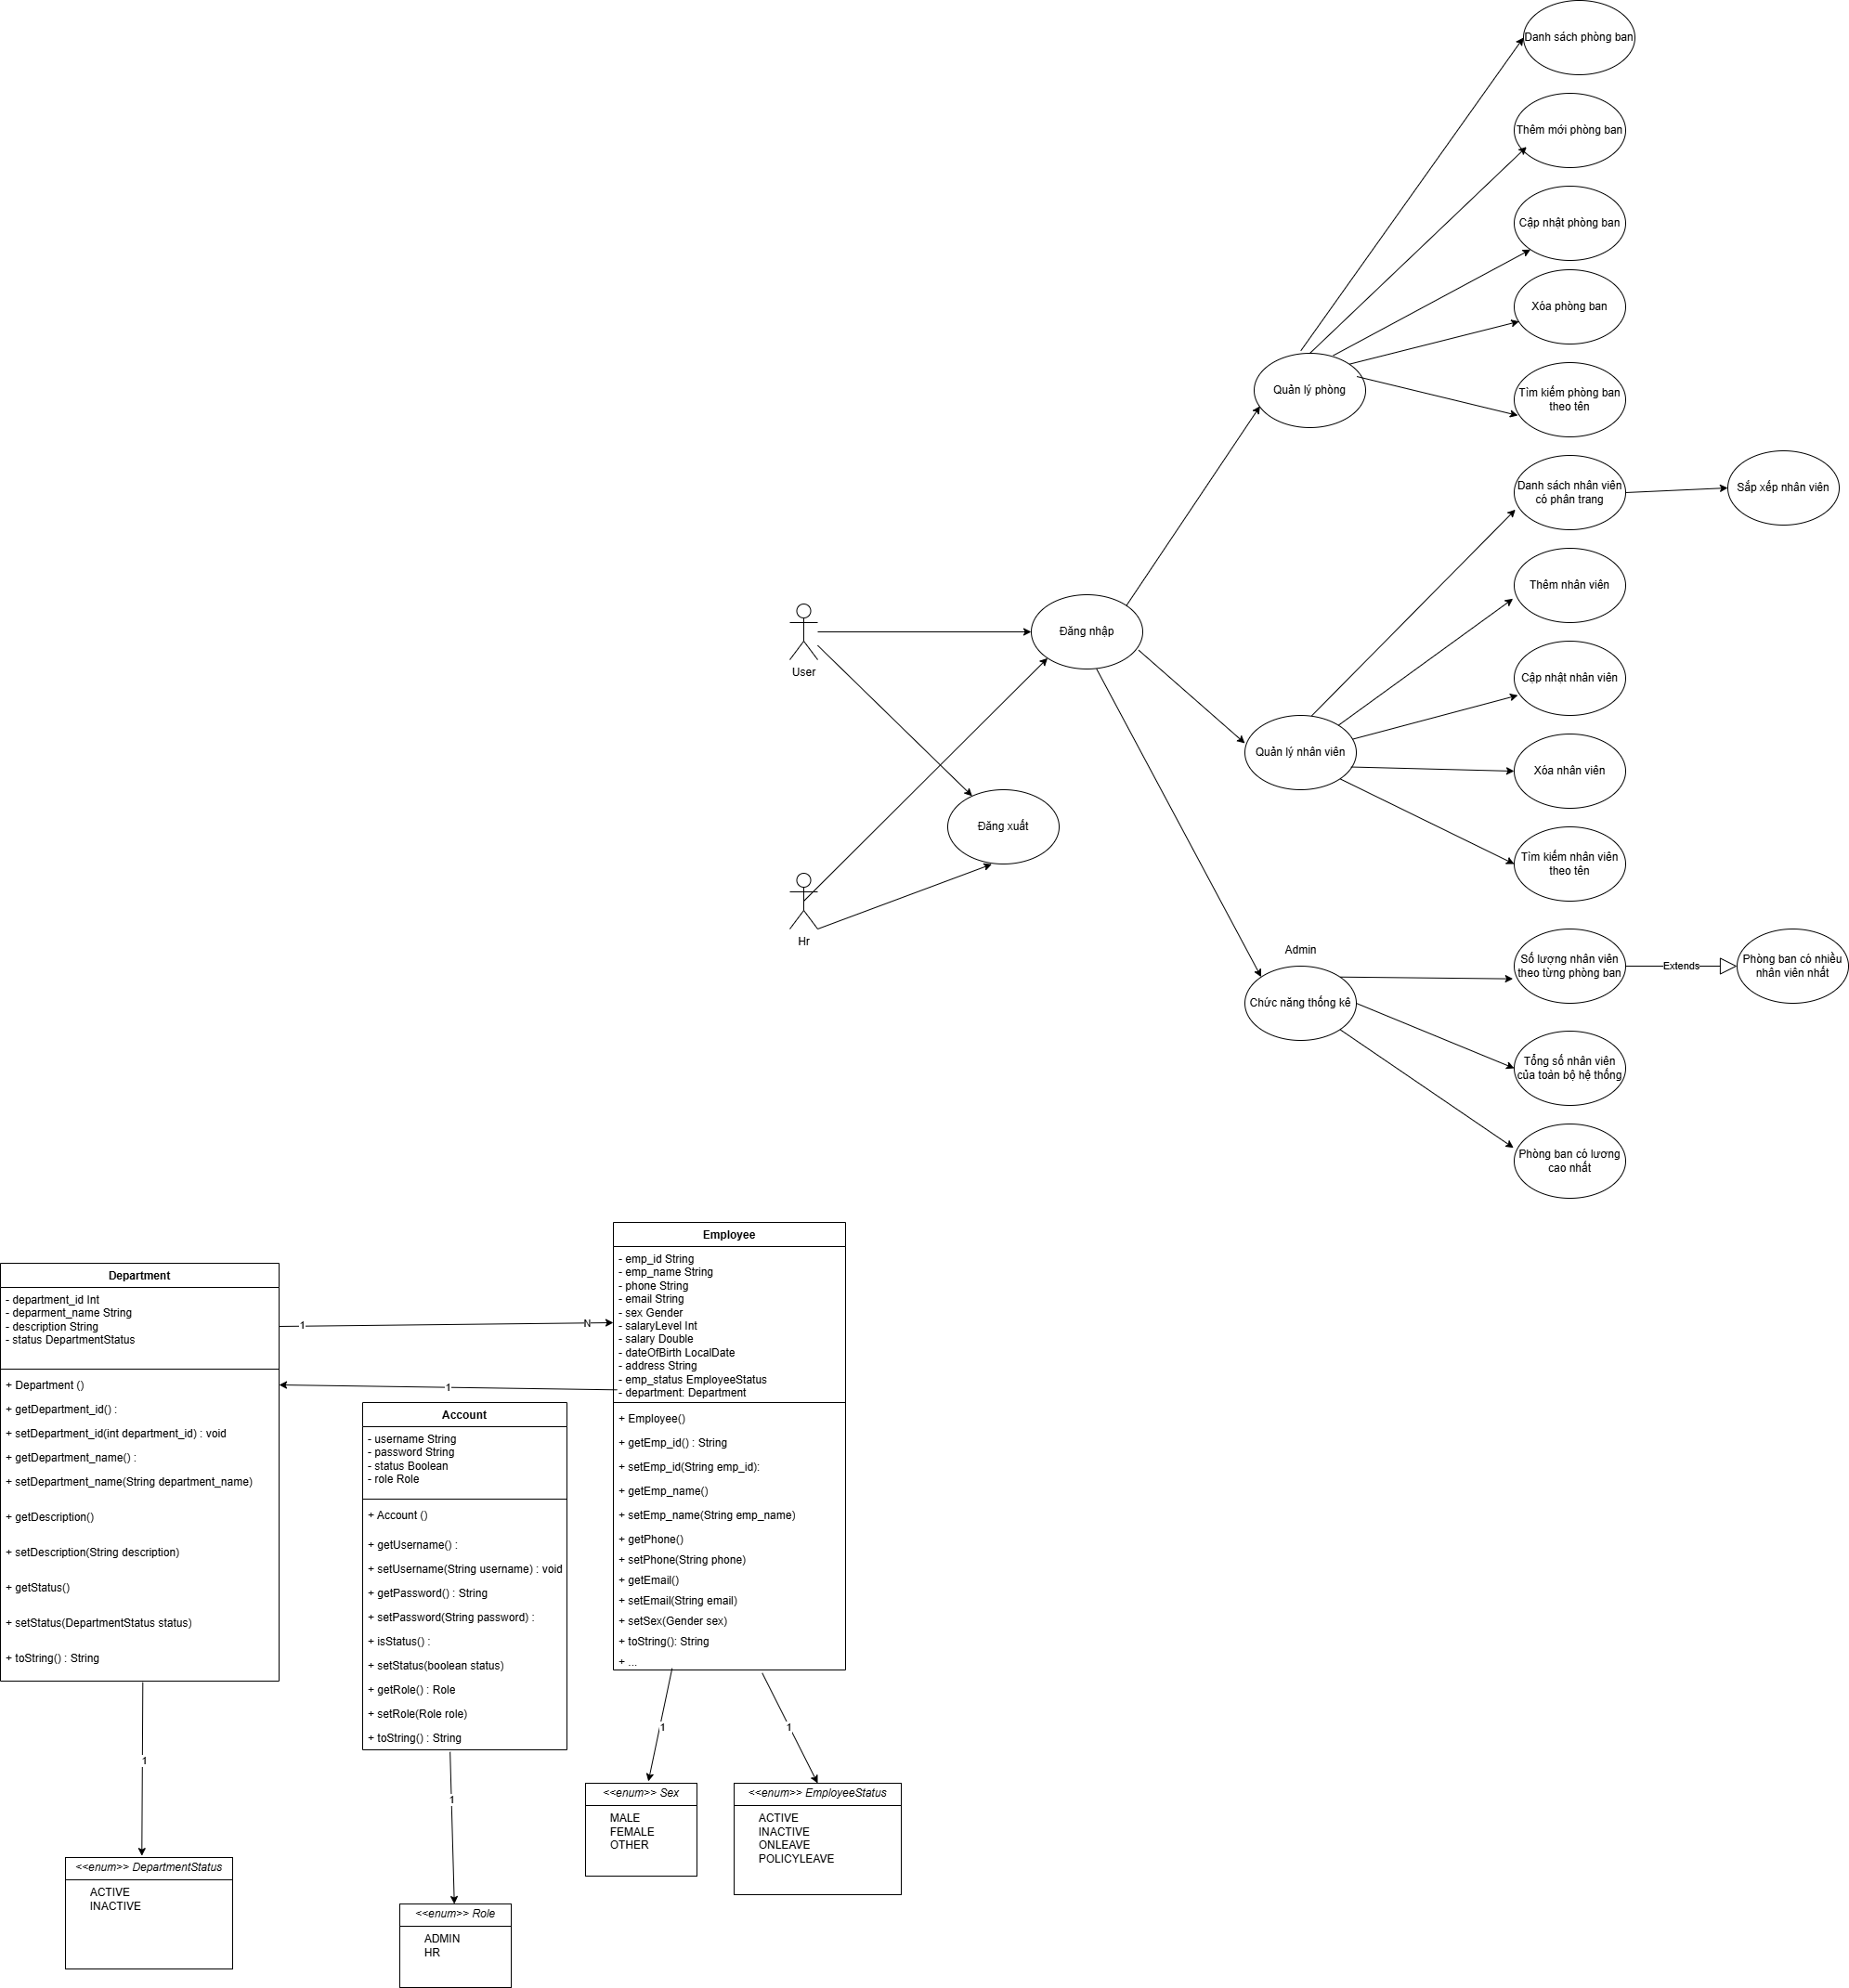 Danh sách phòng ban
Thêm mới phòng ban
Cập nhật phòng ban
Xóa phòng ban
Quản lý phòng
Tìm kiếm phòng ban
theo tên
Danh sách nhân viên
có phân trang
Sắp xếp nhân viên
Thêm nhân viên
Đăng nhập
User
Cập nhật nhân viên
Quản lý nhân viên
Xóa nhân viên
Đăng xuất
Tìm kiếm nhân viên
theo tên
Hr
Admin
Số lượng nhân viên
theo từng phòng ban
Extends
Phòng ban có nhiều
nhân viên nhất
Chức năng thống kê
Tổng số nhân viên
của toàn bộ hệ thống
Phòng ban có lương
cao nhất
Department
- department_id Int
- deparment_name String
- description String
- status DepartmentStatus
+ Department ()
+ getDepartment_id() :
+ setDepartment_id(int department_id) : void
+ getDepartment_name() :
+ setDepartment_name(String department_name)
+ getDescription()
+ setDescription(String description)
+ getStatus()
+ setStatus(DepartmentStatus status)
+ toString() : String
1
N
1
Employee
- emp_id String
- emp_name String
- phone String
- email String
- sex Gender
- salaryLevel Int
- salary Double
- dateOfBirth LocalDate
- address String
- emp_status EmployeeStatus
- department: Department
+ Employee()
+ getEmp_id() : String
+ setEmp_id(String emp_id):
+ getEmp_name()
+ setEmp_name(String emp_name)
+ getPhone()
+ setPhone(String phone)
+ getEmail()
+ setEmail(String email)
+ setSex(Gender sex)
+ toString(): String
+ ...
Account
- username String
- password String
- status Boolean
- role Role
+ Account ()
+ getUsername() :
+ setUsername(String username) : void
+ getPassword() : String
+ setPassword(String password) :
+ isStatus() :
+ setStatus(boolean status)
+ getRole() : Role
+ setRole(Role role)
+ toString() : String
1
1
1
1
<<enum>> Sex
MALE
FEMALE
OTHER
<<enum>> EmployeeStatus
ACTIVE
INACTIVE
ONLEAVE
POLICYLEAVE
<<enum>> DepartmentStatus
ACTIVE
INACTIVE
<<enum>> Role
ADMIN
HR